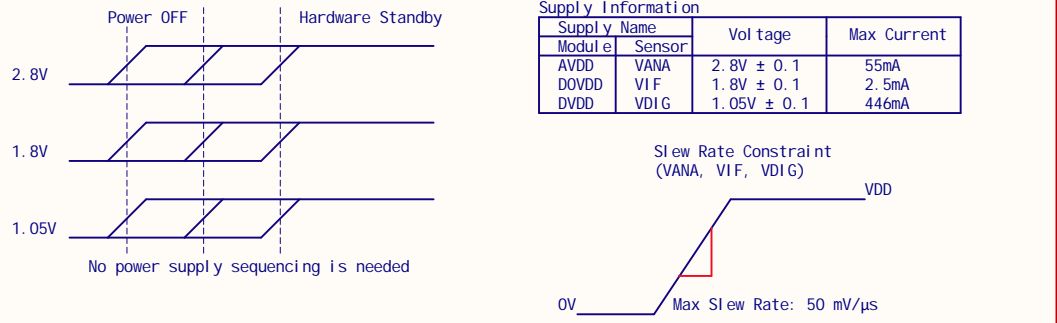 Power OFF
Hardware Standby
2.8V
1.8V
1.05V
No power supply sequencing is needed
Supply Information
Supply Name Voltage Max Current
Module Sensor
AVDD VANA 2.8V ± 0.1 55mA
DOVDD VIF 1.8V ± 0.1 2.5mA
DVDD VDIG 1.05V ± 0.1 446mA
Slew Rate Constraint
(VANA, VIF, VDIG)
VDD
0V
Max Slew Rate: 50 mV/µs